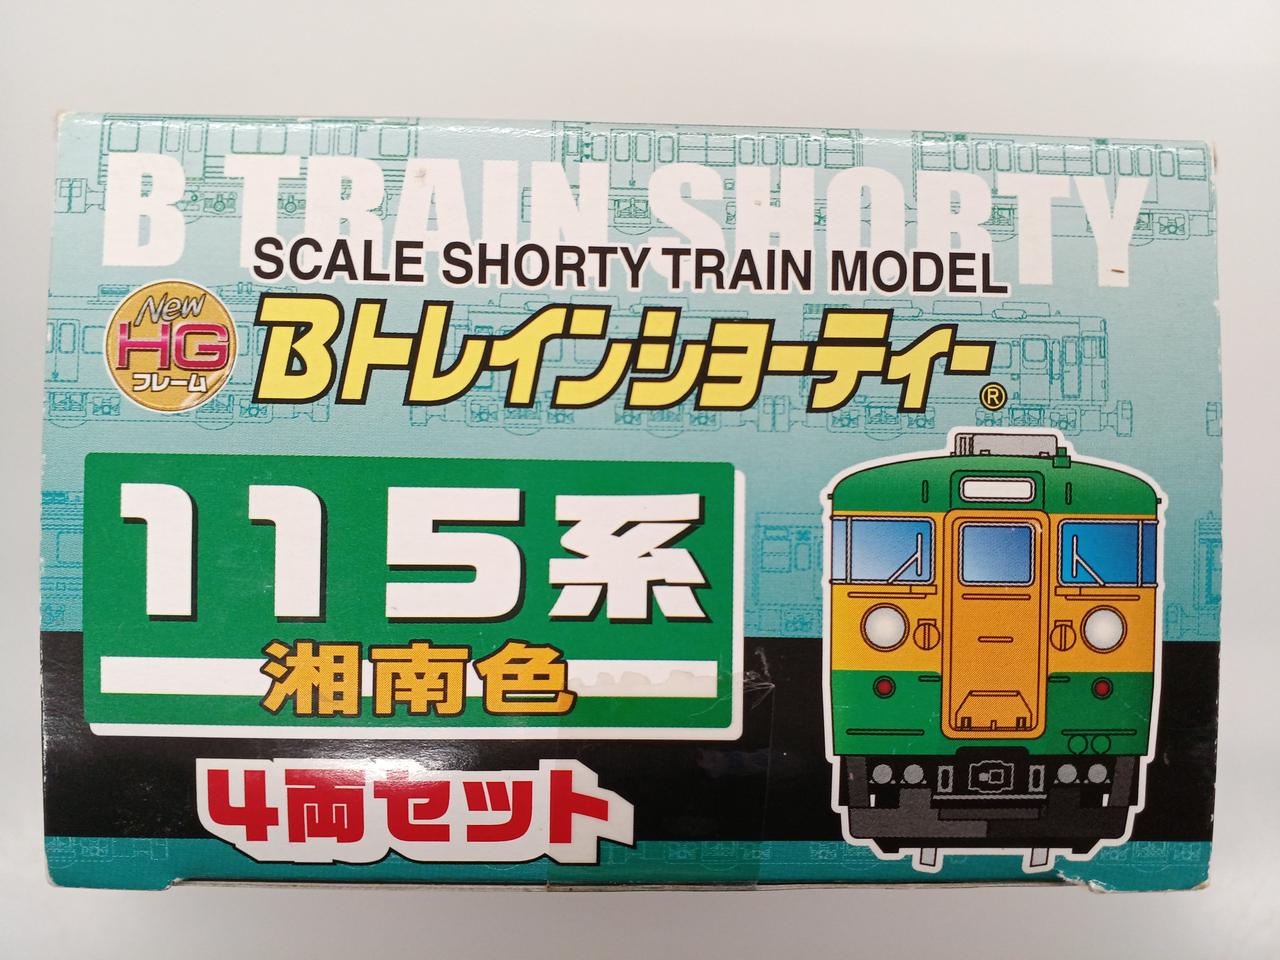 B TRAIN SHORTY
SCALE SHORTY TRAIN MODEL
New
HG
フレーム
Bトレインショーティー®
115系
湘南色
4両セット